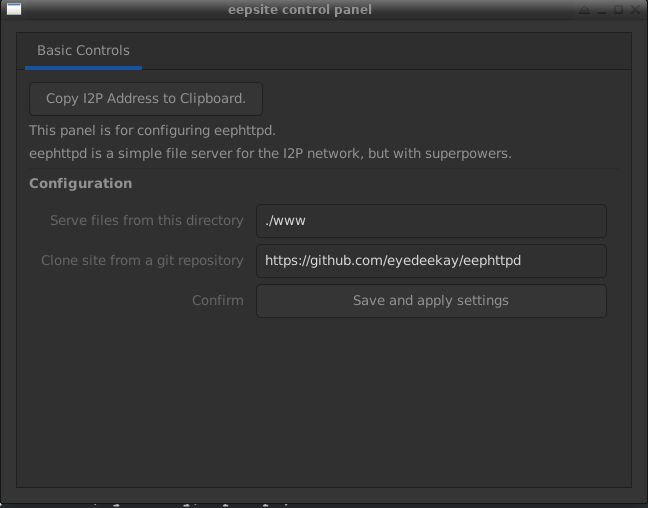 eepsite control panel
Basic Controls
Copy I2P Address to Clipboard.
This panel is for configuring eephttpd.
eephttpd is a simple file server for the I2P network, but with superpowers.
Configuration
Serve files from this directory ./www
Clone site from a git repository https://github.com/eyedeekay/eephttpd
Confirm Save and apply settings